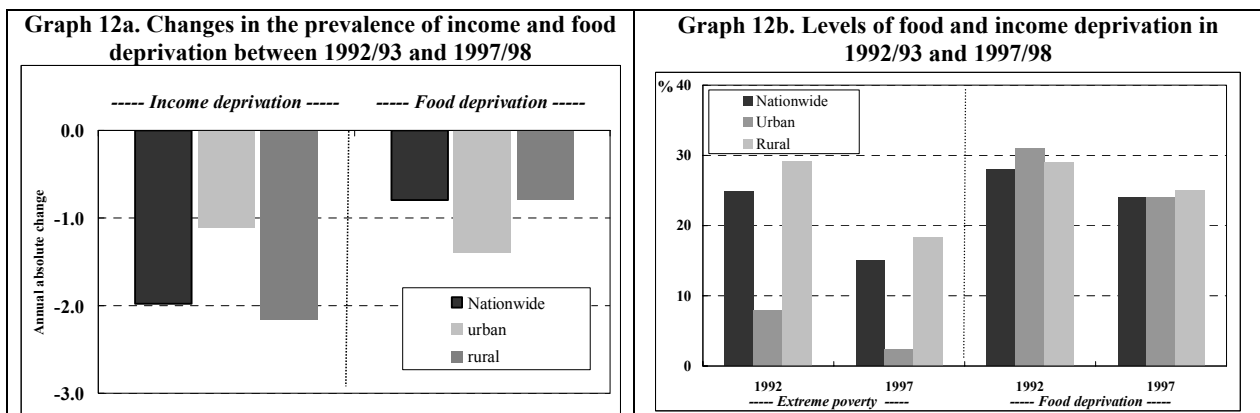 Graph 12a. Changes in the prevalence of income and food
deprivation between 1992/93 and 1997/98
----- Income deprivation -----
----- Food deprivation -----
0.0
-1.0
-2.0
-3.0
Annual absolute change
Nationwide
urban
rural
Graph 12b. Levels of food and income deprivation in
1992/93 and 1997/98
%
40
30
20
10
0
Nationwide
Urban
Rural
1992
1997
1992
1997
----- Extreme poverty -----
----- Food deprivation -----